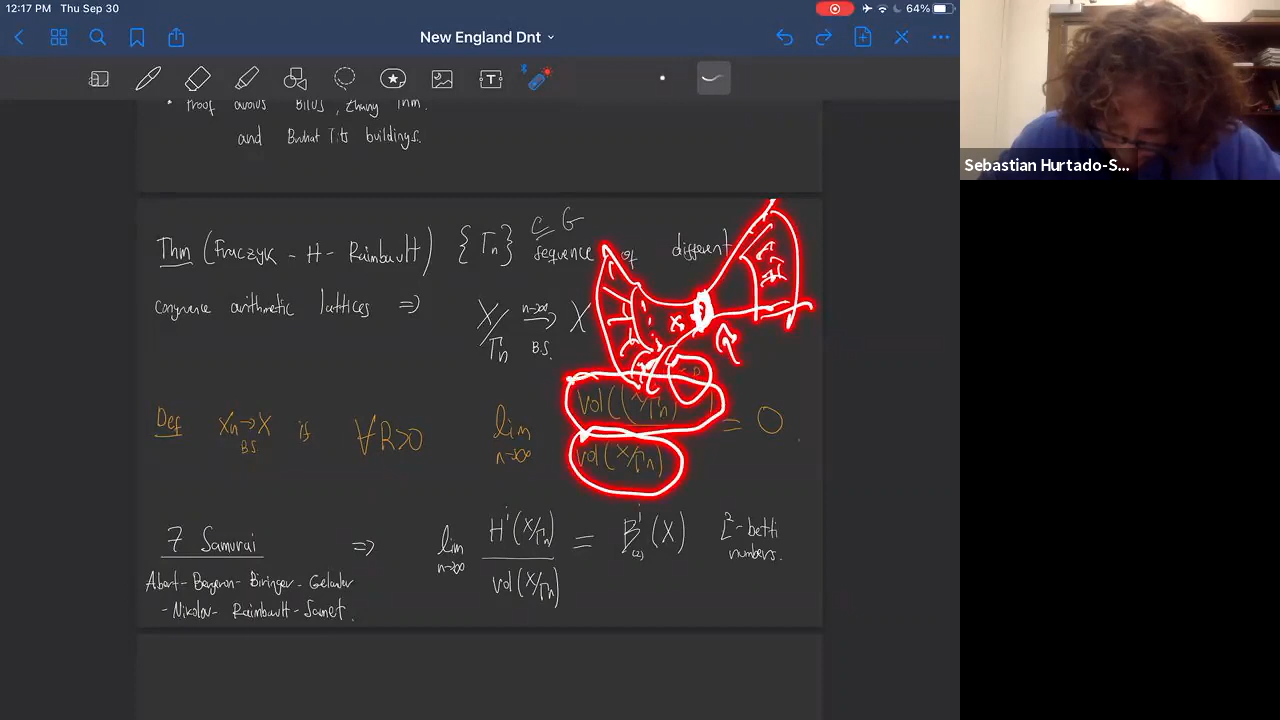 12:17 PM Thu Sep 30
64%
New England Dnt
Sebastian Hurtado-S...
and Bruhat Tits buildings.
Thm (Fraczyk - H - Raimbault) {Γn} ⊆ G sequence of different
congruence arithmetic lattices ⇒ X/Γn n→∞ → B.S. X
Def Xn → X B.S. if ∀R>0 lim n→∞ vol((X/Γn) ) / vol(X/Γn) = 0.
7 Samurai ⇒ lim n→∞ H^i(X/Γn) / vol(X/Γn) = B^i_(2)(X) L²-betti numbers.
Abert-Bergeron-Biringer-Gelander
-Nikolov-Raimbault-Samet.